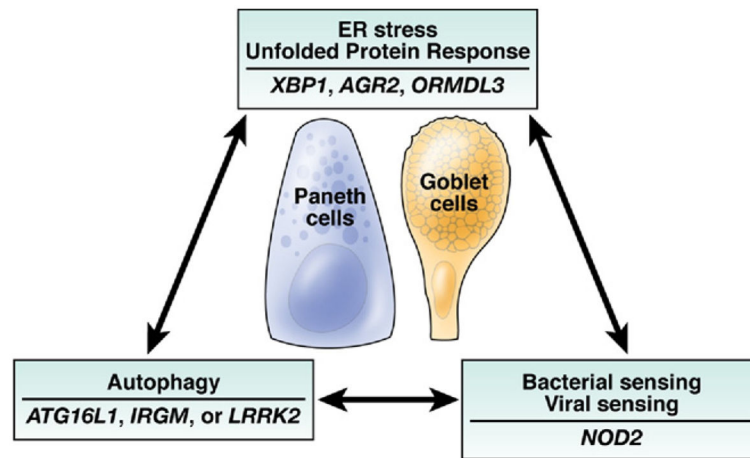 ER stress
Unfolded Protein Response
XBP1, AGR2, ORMDL3
Paneth
cells
Goblet
cells
Autophagy
ATG16L1, IRGM, or LRRK2
Bacterial sensing
Viral sensing
NOD2